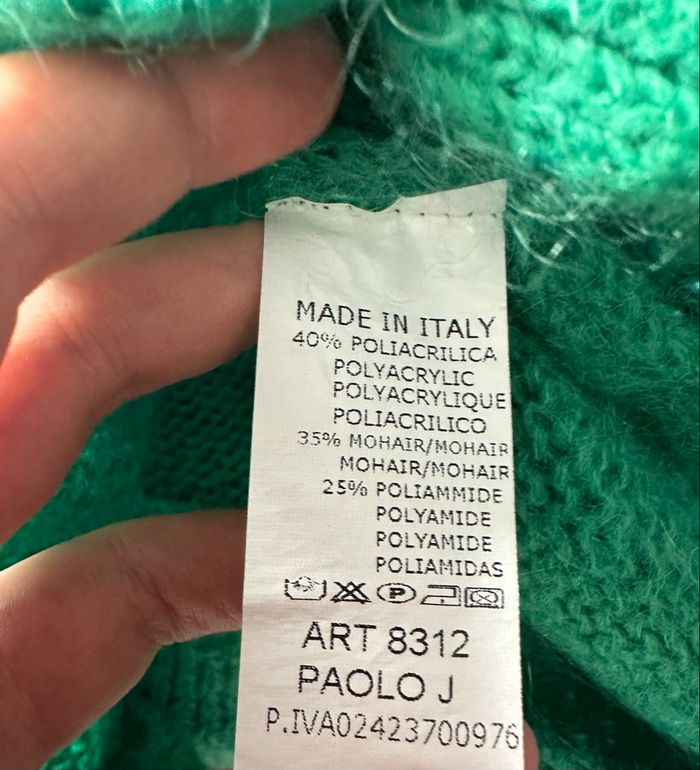 MADE IN ITALY
40% POLIACRILICA
POLYACRYLIC
POLYACRYLIQUE
POLIACRILICO
35% MOHAIR/MOHAIR
MOHAIR/MOHAIR
25% POLIAMMIDE
POLYAMIDE
POLYAMIDE
POLIAMIDAS
P
ART 8312
PAOLO J
P.IVA02423700976